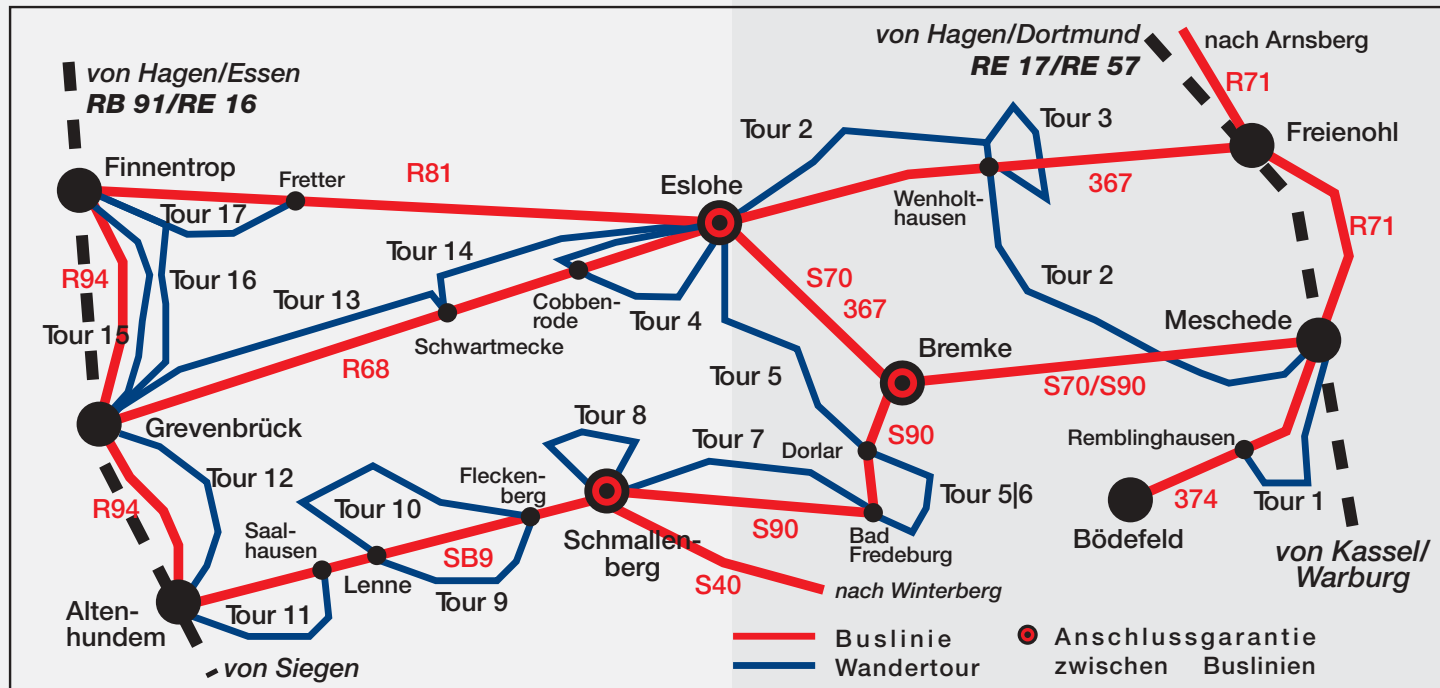 von Hagen/Essen
RB 91/RE 16
von Hagen/Dortmund
RE 17/RE 57
nach Arnsberg
R71
Freienohl
Finnentrop
Fretter
R81
Eslohe
Tour 2
Tour 3
Wenholt-
hausen
367
R71
Tour 17
Tour 14
Tour 16
R94
Tour 13
Tour 15
Cobben-
rode
Tour 4
Schwartmecke
R68
S70
367
Tour 2
Meschede
Bremke
S70/S90
Tour 5
Grevenbrück
Tour 12
R94
Tour 8
Tour 7
Dorlar
S90
Remblinghausen
Tour 5|6
Tour 1
374
Bödefeld
Flecken-
berg
Tour 10
Saal-
hausen
Lenne
SB9
Tour 9
Schmallen-
berg
S90
Bad
Fredeburg
S40
nach Winterberg
von Kassel/
Warburg
Alten-
hundem
Tour 11
von Siegen
Buslinie
Wandertour
Anschlussgarantie
zwischen Buslinien